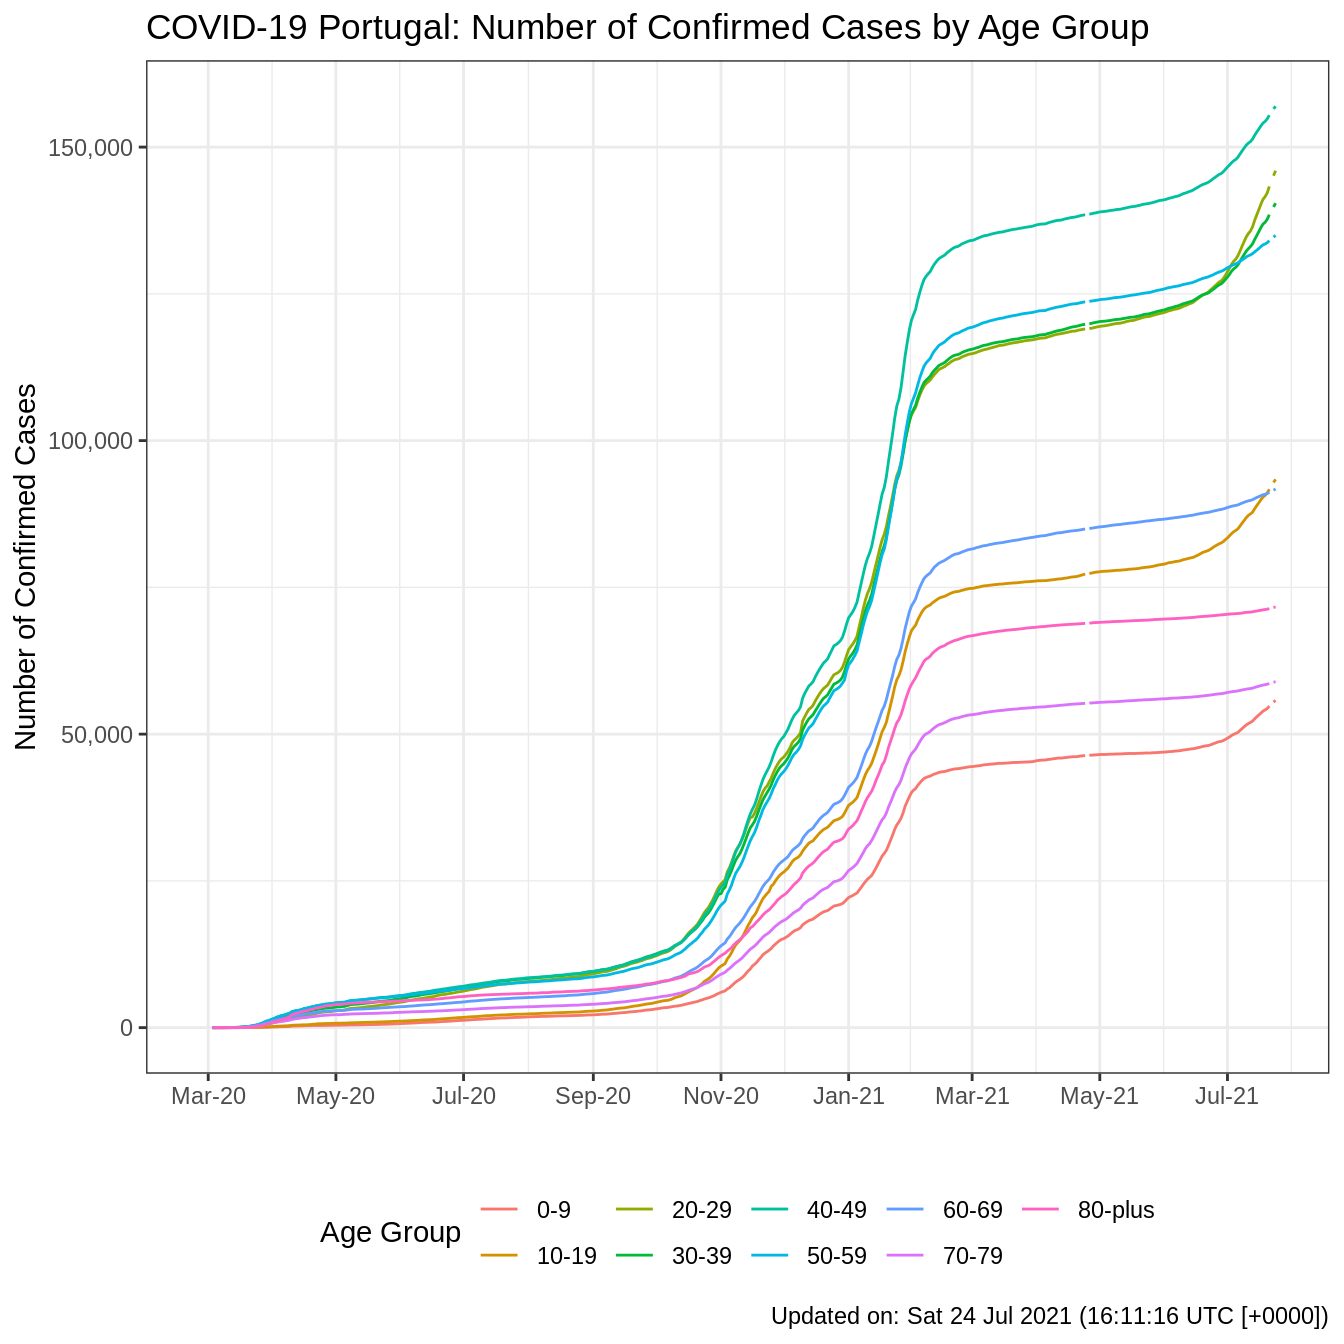 COVID-19 Portugal: Number of Confirmed Cases by Age Group
Number of Confirmed Cases
150,000
100,000
50,000
0
Mar-20 May-20 Jul-20 Sep-20 Nov-20 Jan-21 Mar-21 May-21 Jul-21
Age Group
0-9 20-29 40-49 60-69 80-plus
10-19 30-39 50-59 70-79
Updated on: Sat 24 Jul 2021 (16:11:16 UTC [+0000])